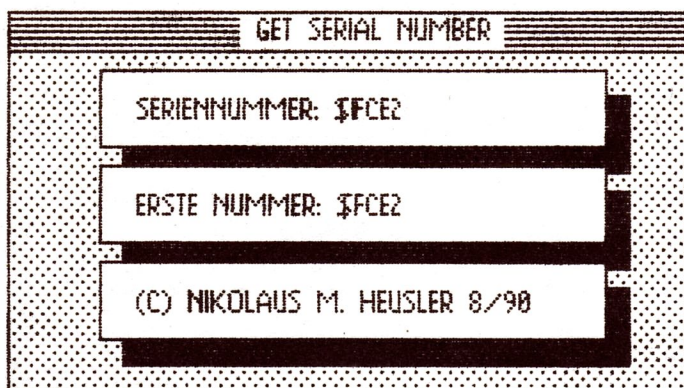 GET SERIAL NUMBER
SERIENNUMMER: $FCE2
ERSTE NUMMER: $FCE2
(C) NIKOLAUS M. HEUSLER 8/90